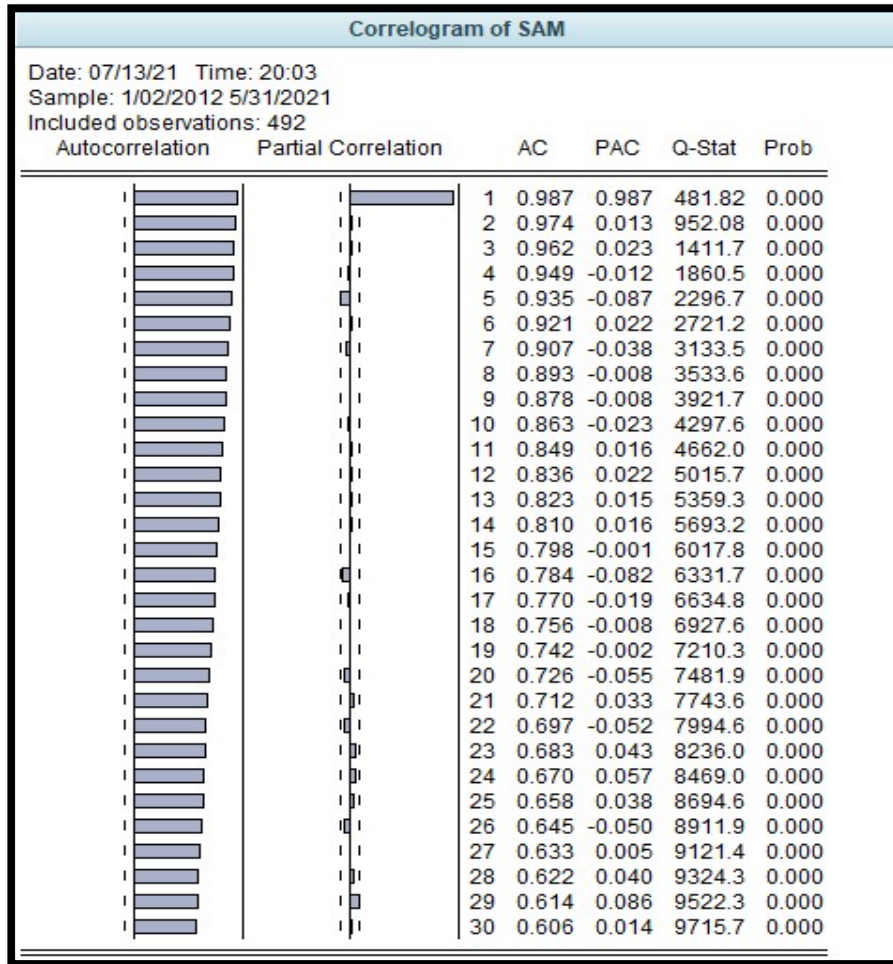 Correlogram of SAM
Date: 07/13/21 Time: 20:03
Sample: 1/02/2012 5/31/2021
Included observations: 492
Autocorrelation Partial Correlation AC PAC Q-Stat Prob
1 0.987 0.987 481.82 0.000
2 0.974 0.013 952.08 0.000
3 0.962 0.023 1411.7 0.000
4 0.949 -0.012 1860.5 0.000
5 0.935 -0.087 2296.7 0.000
6 0.921 0.022 2721.2 0.000
7 0.907 -0.038 3133.5 0.000
8 0.893 -0.008 3533.6 0.000
9 0.878 -0.008 3921.7 0.000
10 0.863 -0.023 4297.6 0.000
11 0.849 0.016 4662.0 0.000
12 0.836 0.022 5015.7 0.000
13 0.823 0.015 5359.3 0.000
14 0.810 0.016 5693.2 0.000
15 0.798 -0.001 6017.8 0.000
16 0.784 -0.082 6331.7 0.000
17 0.770 -0.019 6634.8 0.000
18 0.756 -0.008 6927.6 0.000
19 0.742 -0.002 7210.3 0.000
20 0.726 -0.055 7481.9 0.000
21 0.712 0.033 7743.6 0.000
22 0.697 -0.052 7994.6 0.000
23 0.683 0.043 8236.0 0.000
24 0.670 0.057 8469.0 0.000
25 0.658 0.038 8694.6 0.000
26 0.645 -0.050 8911.9 0.000
27 0.633 0.005 9121.4 0.000
28 0.622 0.040 9324.3 0.000
29 0.614 0.086 9522.3 0.000
30 0.606 0.014 9715.7 0.000